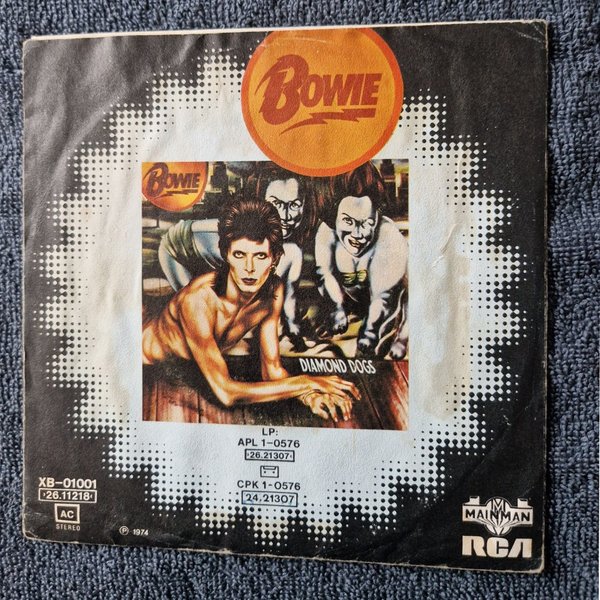 BOWIE
BOWIE
DIAMOND DOGS
LP:
APL 1-0576
26.21307
CPK 1-0576
24.21307
XB-01001
26.11218
AC
STEREO
Ⓟ 1974
MAINMAN
RCA